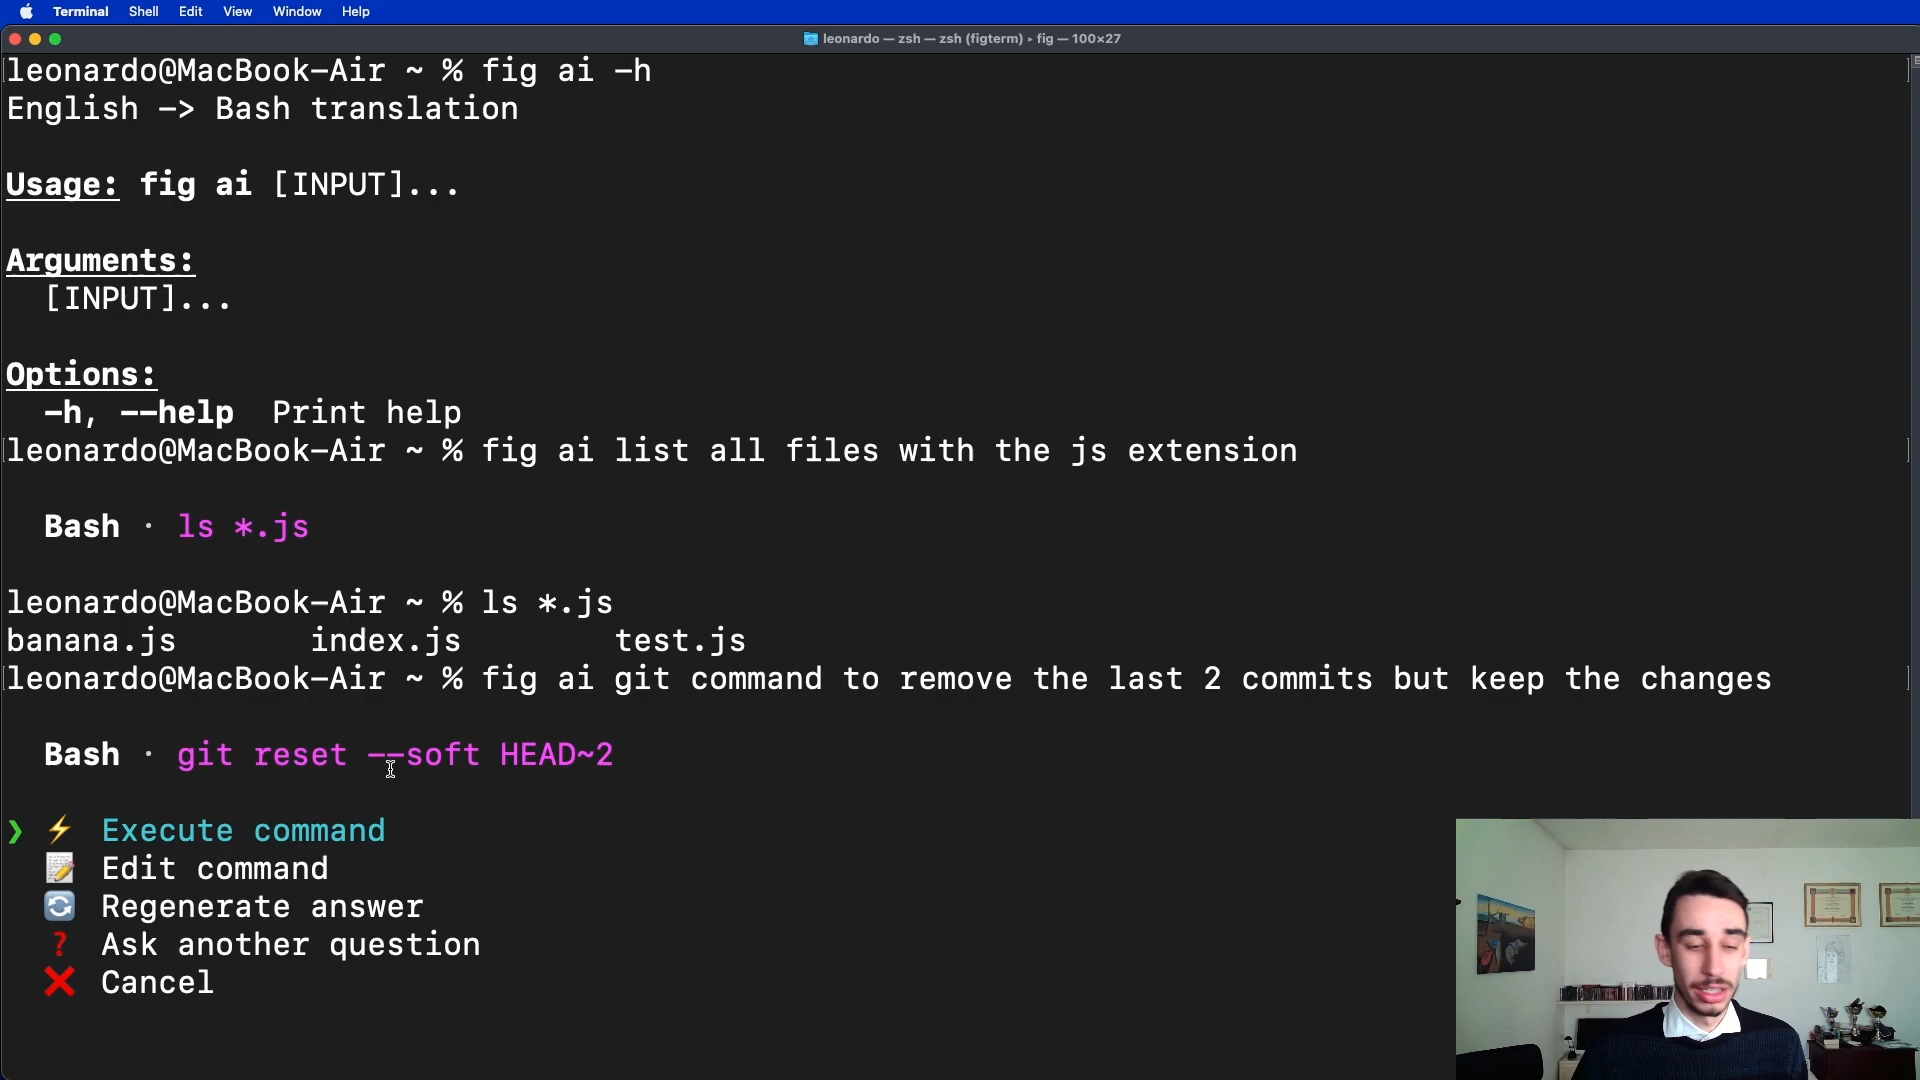 Terminal Shell Edit View Window Help
leonardo — zsh — zsh (figterm) ▸ fig — 100×27
leonardo@MacBook-Air ~ % fig ai -h
English -> Bash translation
Usage: fig ai [INPUT]...
Arguments:
[INPUT]...
Options:
-h, --help  Print help
leonardo@MacBook-Air ~ % fig ai list all files with the js extension
Bash · ls *.js
leonardo@MacBook-Air ~ % ls *.js
banana.js index.js test.js
leonardo@MacBook-Air ~ % fig ai git command to remove the last 2 commits but keep the changes
Bash · git reset --soft HEAD~2
❯ ⚡ Execute command
📝 Edit command
🔄 Regenerate answer
❓ Ask another question
❌ Cancel